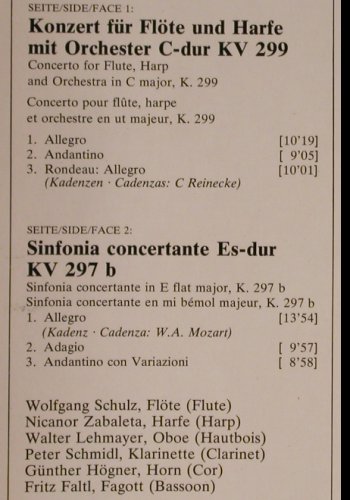 SEITE/SIDE/FACE 1:
Konzert für Flöte und Harfe
mit Orchester C-dur KV 299
Concerto for Flute, Harp
and Orchestra in C major, K. 299
Concerto pour flûte, harpe
et orchestre en ut majeur, K. 299
1. Allegro [10'19]
2. Andantino [ 9'05]
3. Rondeau: Allegro [10'01]
(Kadenzen · Cadenzas: C Reinecke)
SEITE/SIDE/FACE 2:
Sinfonia concertante Es-dur
KV 297 b
Sinfonia concertante in E flat major, K. 297 b
Sinfonia concertante en mi bémol majeur, K. 297 b
1. Allegro [13'54]
(Kadenz · Cadenza: W.A. Mozart)
2. Adagio [ 9'57]
3. Andantino con Variazioni [ 8'58]
Wolfgang Schulz, Flöte (Flute)
Nicanor Zabaleta, Harfe (Harp)
Walter Lehmayer, Oboe (Hautbois)
Peter Schmidl, Klarinette (Clarinet)
Günther Högner, Horn (Cor)
Fritz Faltl, Fagott (Bassoon)